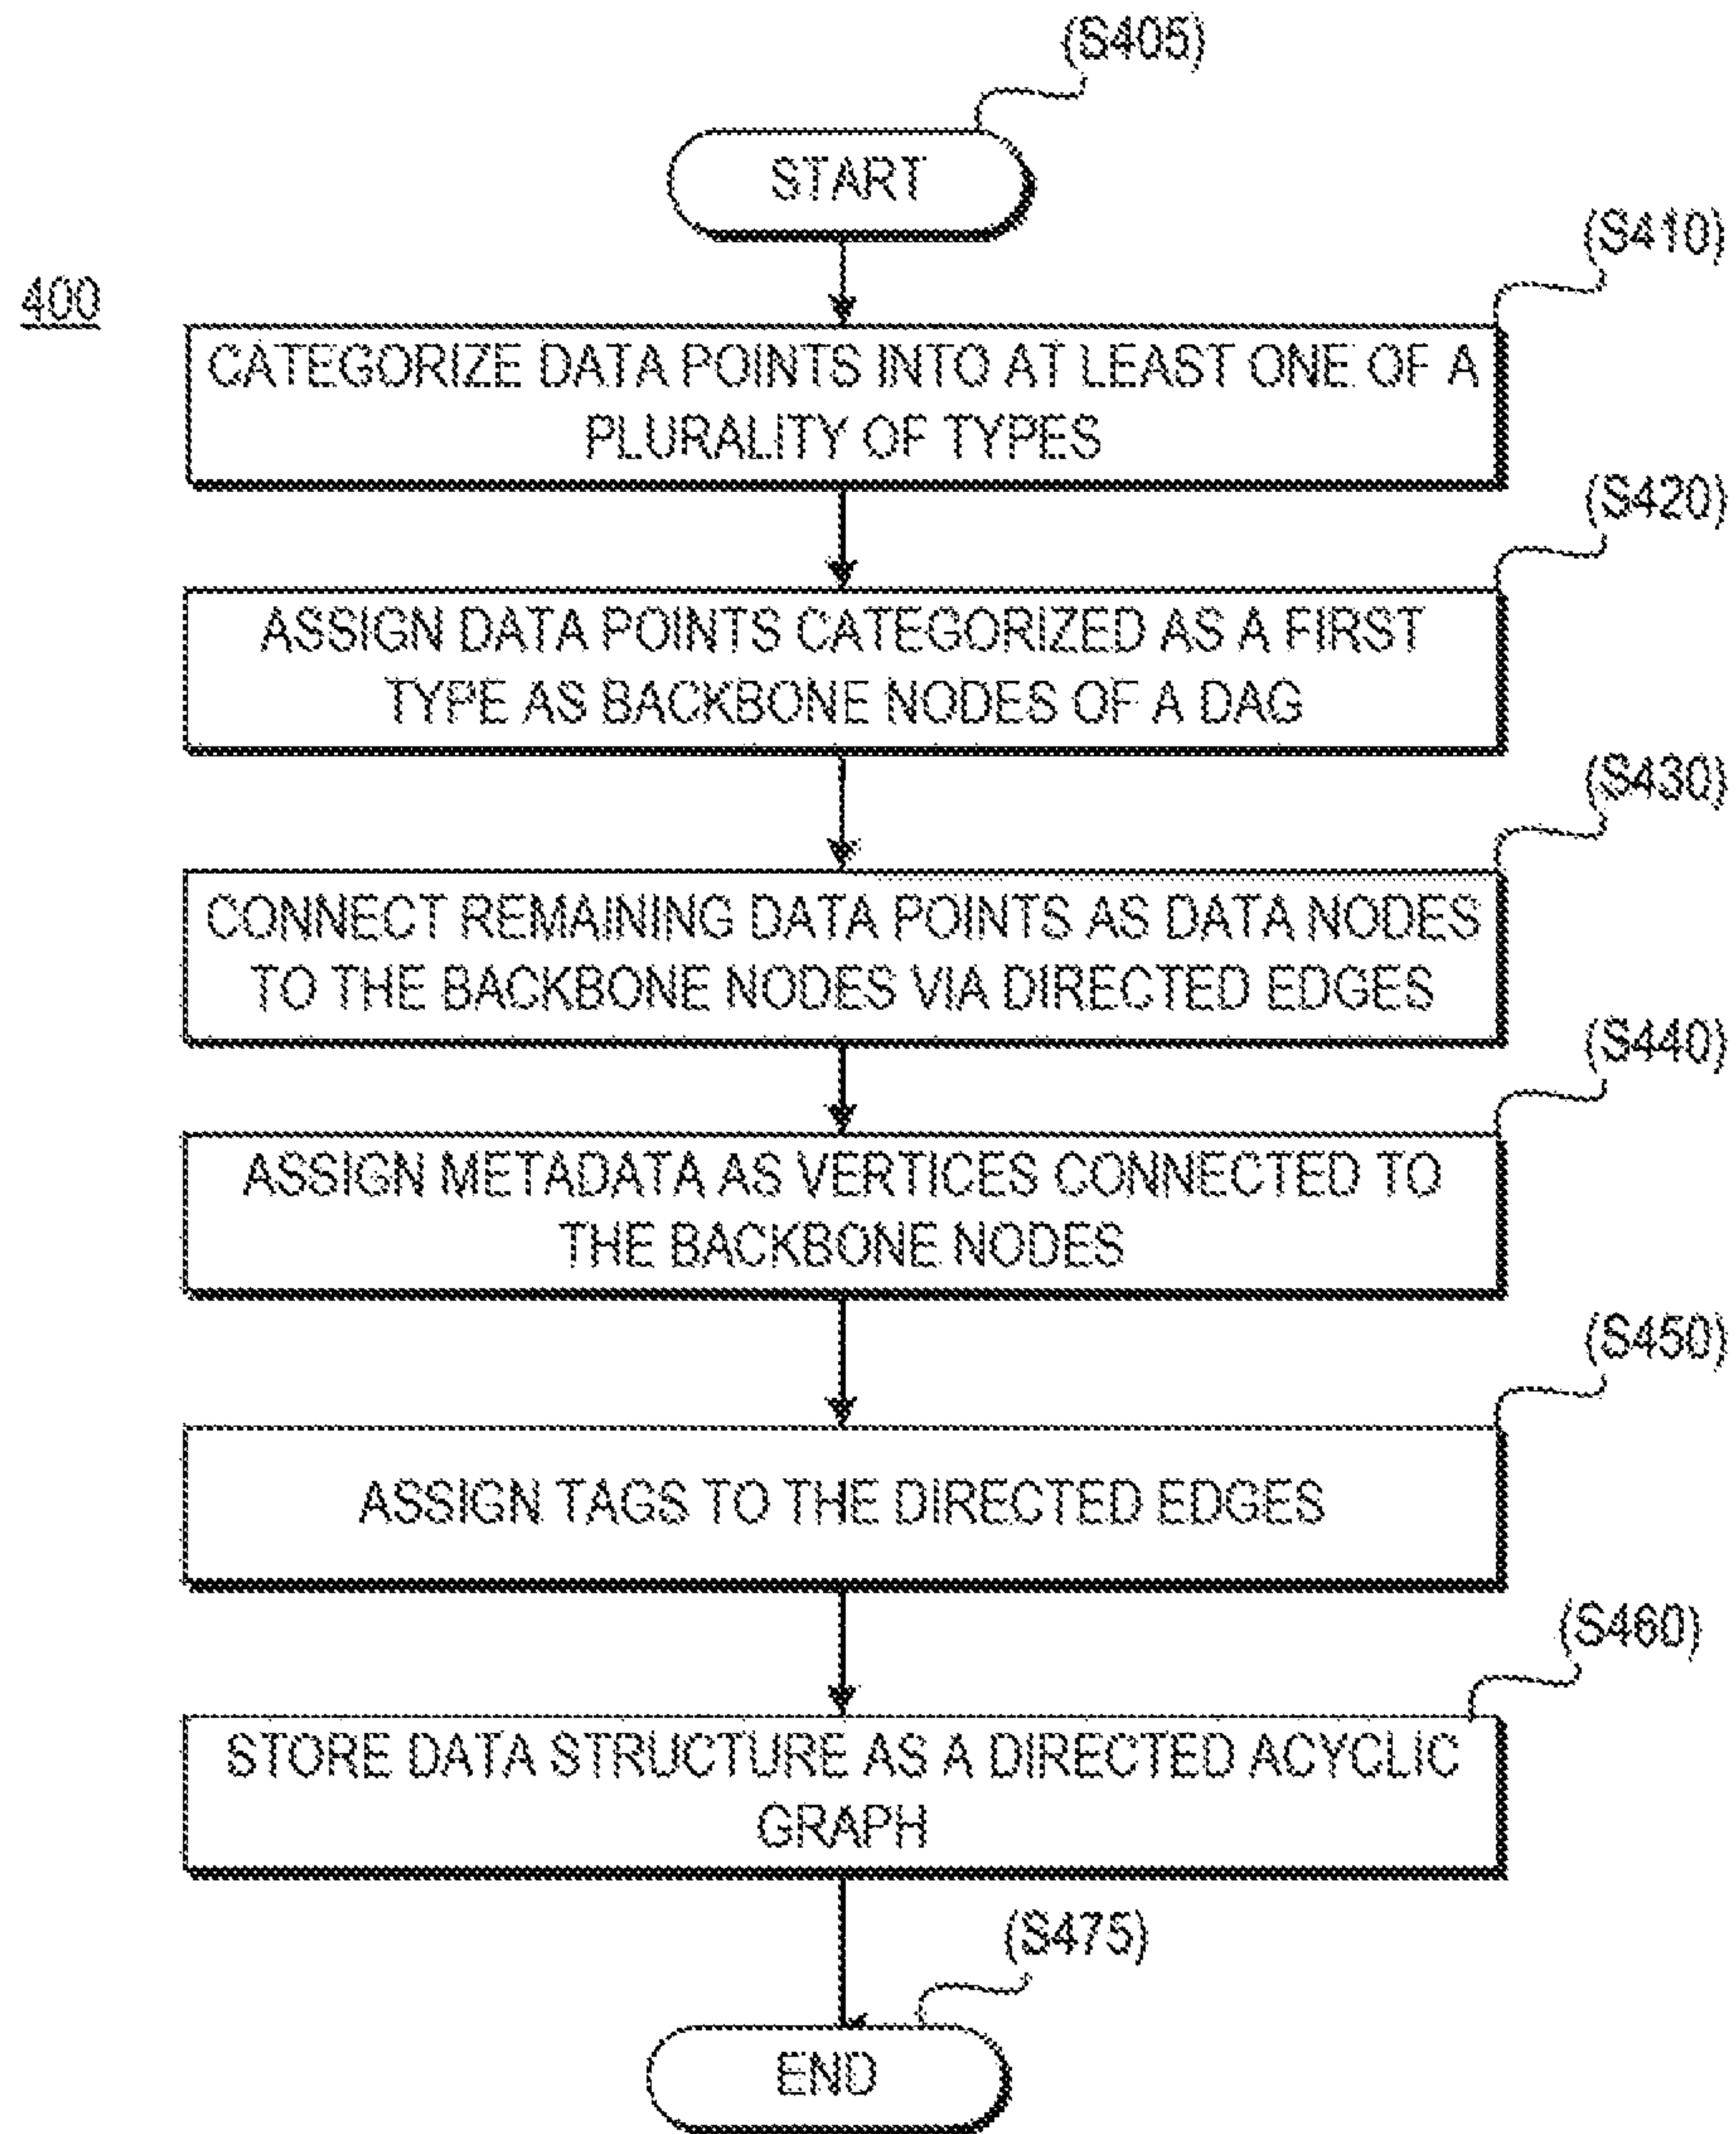 (S405)
START
(S410)
400
CATEGORIZE DATA POINTS INTO AT LEAST ONE OF A
PLURALITY OF TYPES
(S420)
ASSIGN DATA POINTS CATEGORIZED AS A FIRST
TYPE AS BACKBONE NODES OF A DAG
(S430)
CONNECT REMAINING DATA POINTS AS DATA NODES
TO THE BACKBONE NODES VIA DIRECTED EDGES
(S440)
ASSIGN METADATA AS VERTICES CONNECTED TO
THE BACKBONE NODES
(S450)
ASSIGN TAGS TO THE DIRECTED EDGES
(S460)
STORE DATA STRUCTURE AS A DIRECTED ACYCLIC
GRAPH
(S475)
END